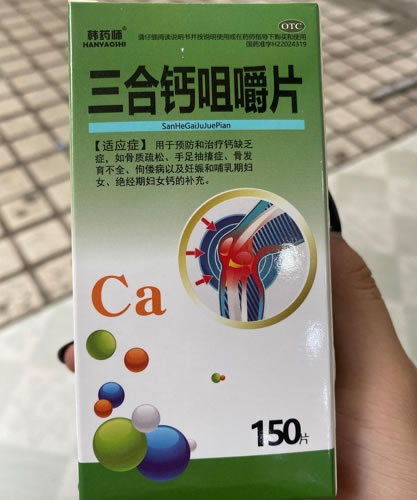 韩药师®
HANYAOSHI
OTC
请仔细阅读说明书并按说明使用或在药师指导下购买和使用
国药准字H22024319
三合钙咀嚼片
SanHeGaiJuJuePian
【适应症】用于预防和治疗钙缺乏
症,如骨质疏松、手足抽搐症、骨发
育不全、佝偻病以及妊娠和哺乳期妇
女、绝经期妇女钙的补充。
Ca
150片